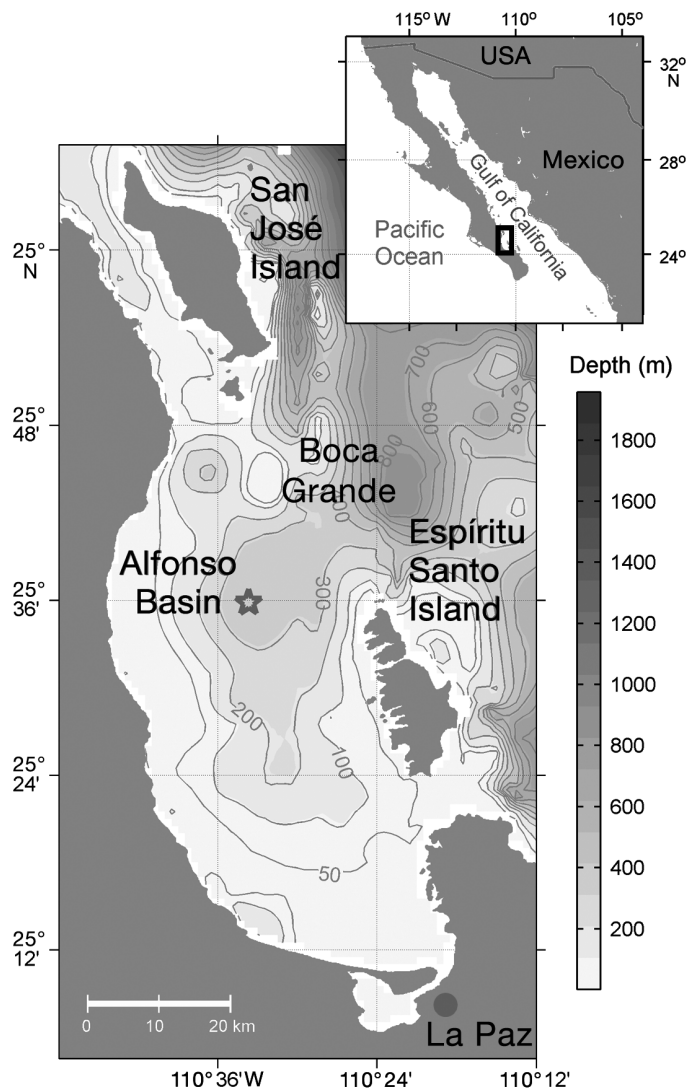 115° W
110° W
105° W
USA
32°
N
Mexico
28°
Gulf of California
Pacific
Ocean
24°
San
José
Island
25°
N
Depth (m)
700
600
500
800
25°
48'
Boca
Grande
1800
1600
1400
1200
1000
800
600
400
200
Espíritu
Santo
Island
Alfonso
Basin
25°
36'
300
200
100
25°
24'
50
25°
12'
0
10
20 km
La Paz
110° 36' W
110° 24'
110° 12'